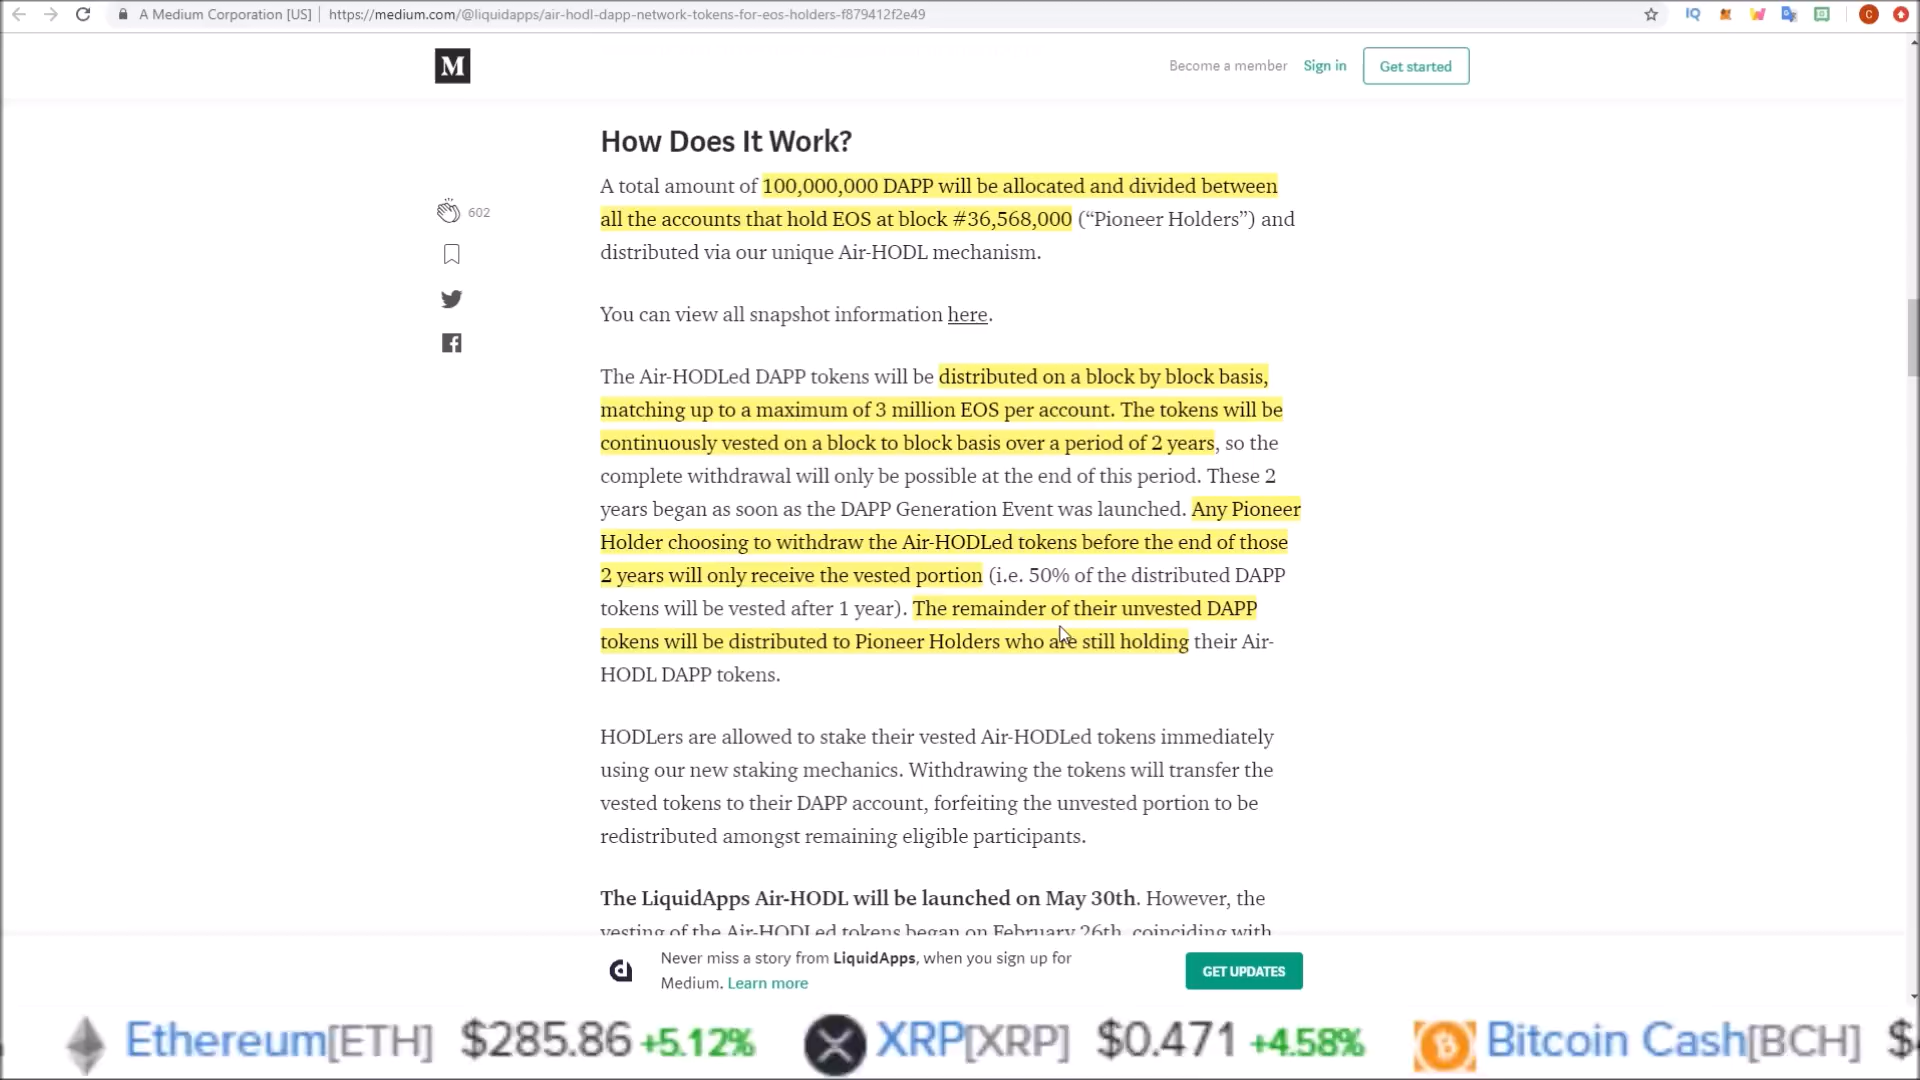 A Medium Corporation [US] | https://medium.com/@liquidapps/air-hodl-dapp-network-tokens-for-eos-holders-f879412f2e49
IQ
C
M
Become a member Sign in Get started
How Does It Work?
A total amount of 100,000,000 DAPP will be allocated and divided between
all the accounts that hold EOS at block #36,568,000 (“Pioneer Holders”) and
602
distributed via our unique Air-HODL mechanism.
You can view all snapshot information here.
The Air-HODLed DAPP tokens will be distributed on a block by block basis,
matching up to a maximum of 3 million EOS per account. The tokens will be
continuously vested on a block to block basis over a period of 2 years, so the
complete withdrawal will only be possible at the end of this period. These 2
years began as soon as the DAPP Generation Event was launched. Any Pioneer
Holder choosing to withdraw the Air-HODLed tokens before the end of those
2 years will only receive the vested portion (i.e. 50% of the distributed DAPP
tokens will be vested after 1 year). The remainder of their unvested DAPP
tokens will be distributed to Pioneer Holders who are still holding their Air-
HODL DAPP tokens.
HODLers are allowed to stake their vested Air-HODLed tokens immediately
using our new staking mechanics. Withdrawing the tokens will transfer the
vested tokens to their DAPP account, forfeiting the unvested portion to be
redistributed amongst remaining eligible participants.
The LiquidApps Air-HODL will be launched on May 30th. However, the
vesting of the Air-HODLed tokens began on February 26th, coinciding with
Never miss a story from LiquidApps, when you sign up for
Medium. Learn more
GET UPDATES
Ethereum[ETH] $285.86 +5.12% XRP[XRP] $0.471 +4.58% Bitcoin Cash[BCH]